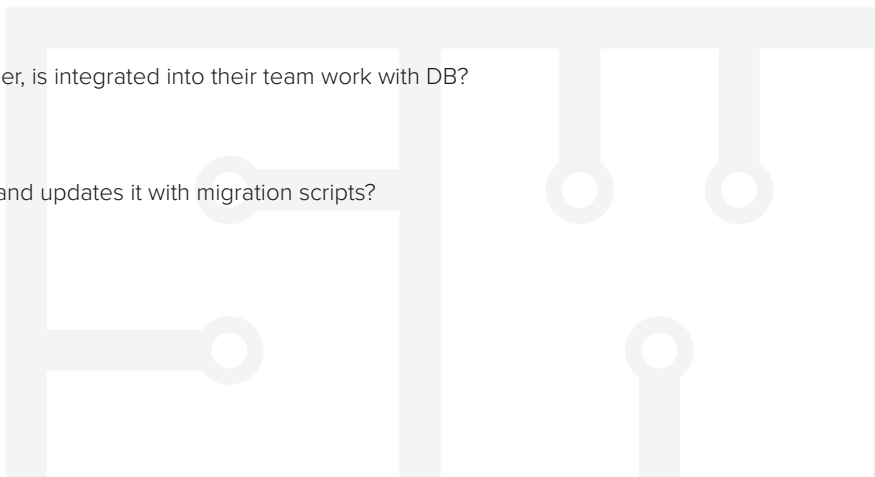 er, is integrated into their team work with DB?
and updates it with migration scripts?